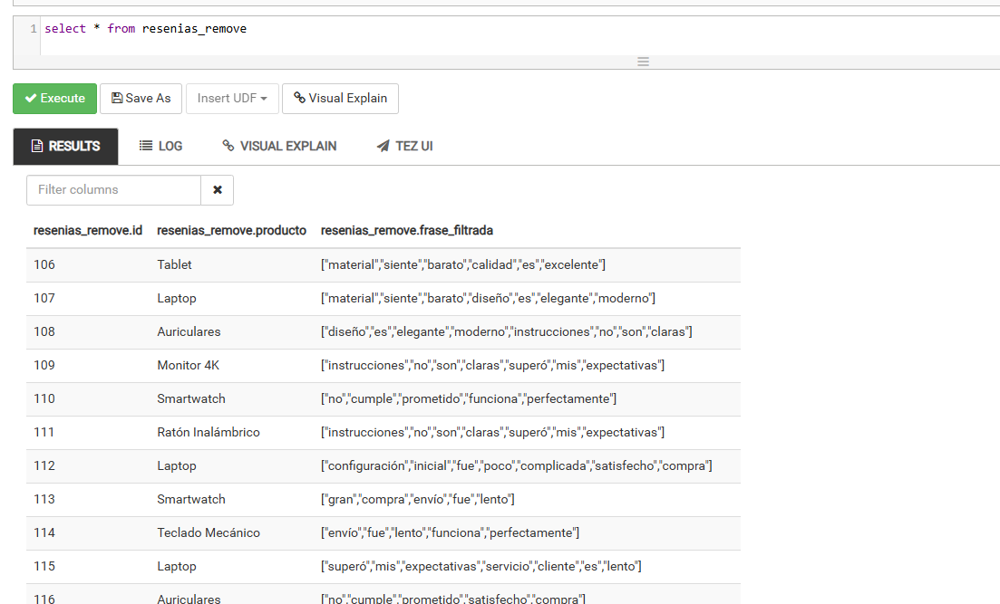 1 select * from resenias_remove
Execute Save As Insert UDF Visual Explain
RESULTS LOG VISUAL EXPLAIN TEZ UI
Filter columns
resenias_remove.id resenias_remove.producto resenias_remove.frase_filtrada
106 Tablet ["material","siente","barato","calidad","es","excelente"]
107 Laptop ["material","siente","barato","diseño","es","elegante","moderno"]
108 Auriculares ["diseño","es","elegante","moderno","instrucciones","no","son","claras"]
109 Monitor 4K ["instrucciones","no","son","claras","superó","mis","expectativas"]
110 Smartwatch ["no","cumple","prometido","funciona","perfectamente"]
111 Ratón Inalámbrico ["instrucciones","no","son","claras","superó","mis","expectativas"]
112 Laptop ["configuración","inicial","fue","poco","complicada","satisfecho","compra"]
113 Smartwatch ["gran","compra","envío","fue","lento"]
114 Teclado Mecánico ["envío","fue","lento","funciona","perfectamente"]
115 Laptop ["superó","mis","expectativas","servicio","cliente","es","lento"]
116 Auriculares ["no","cumple","prometido","satisfecho","compra"]